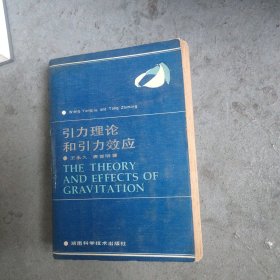 ● Wang Yongjiu and Tang Zhiming
引力理论
和引力效应
● 王永久 唐智明 著
THE THEORY
AND EFFECTS OF
GRAVITATION
湖南科学技术出版社